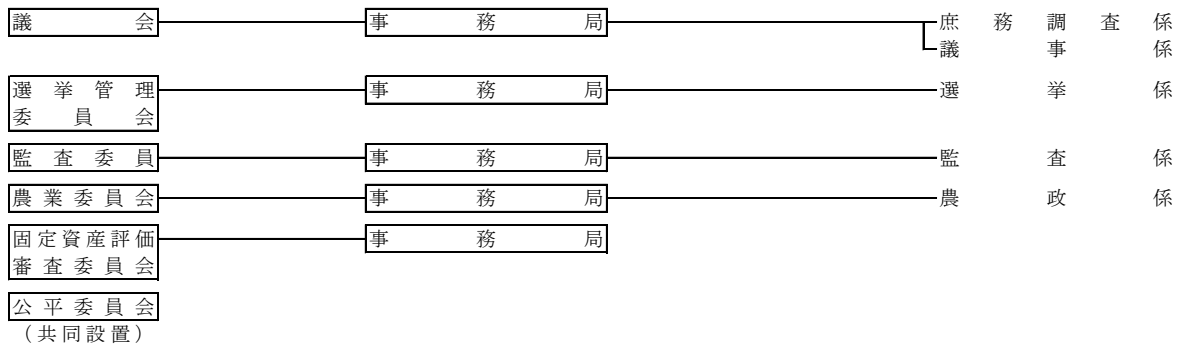 議会 事務局 庶務調査係
議事係
選挙管理 事務局 選挙係
委員会
監査委員 事務局 監査係
農業委員会 事務局 農政係
固定資産評価 事務局
審査委員会
公平委員会
（共同設置）